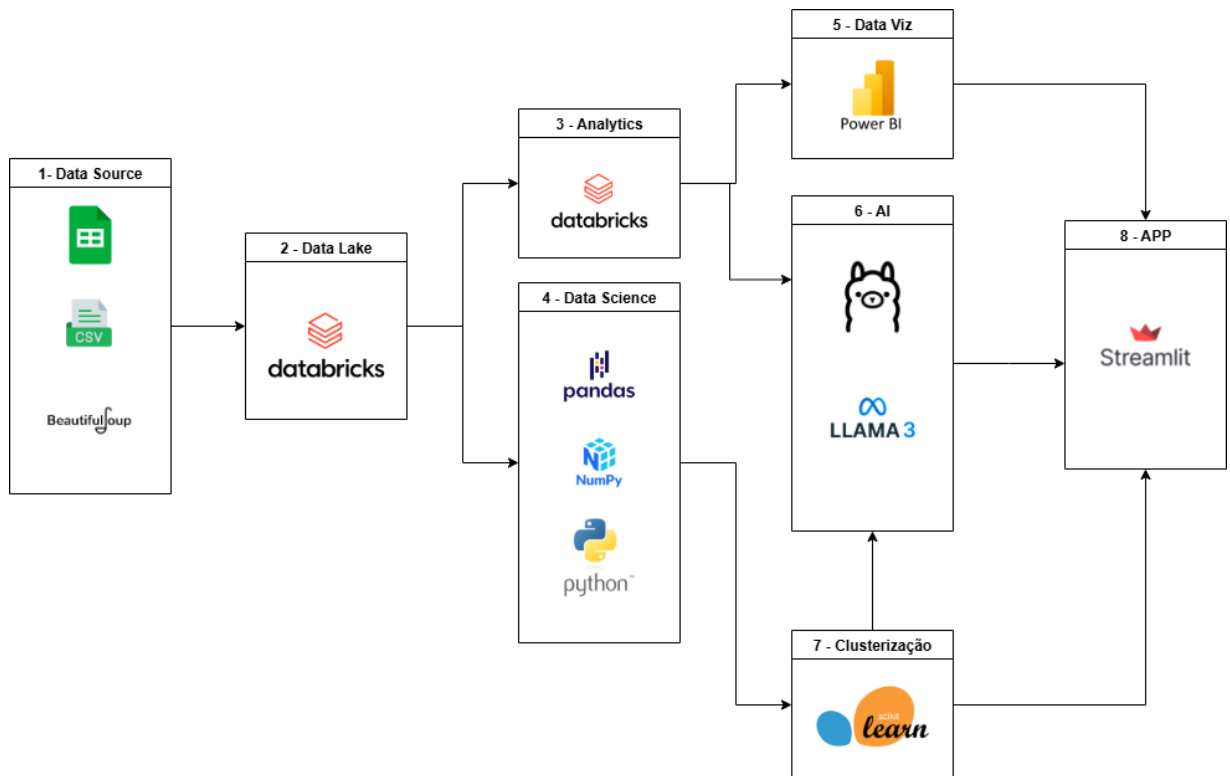 1- Data Source
CSV
BeautifulSoup
2 - Data Lake
databricks
3 - Analytics
databricks
4 - Data Science
pandas
NumPy
python™
5 - Data Viz
Power BI
6 - AI
LLAMA 3
7 - Clusterização
scikit
learn
8 - APP
Streamlit